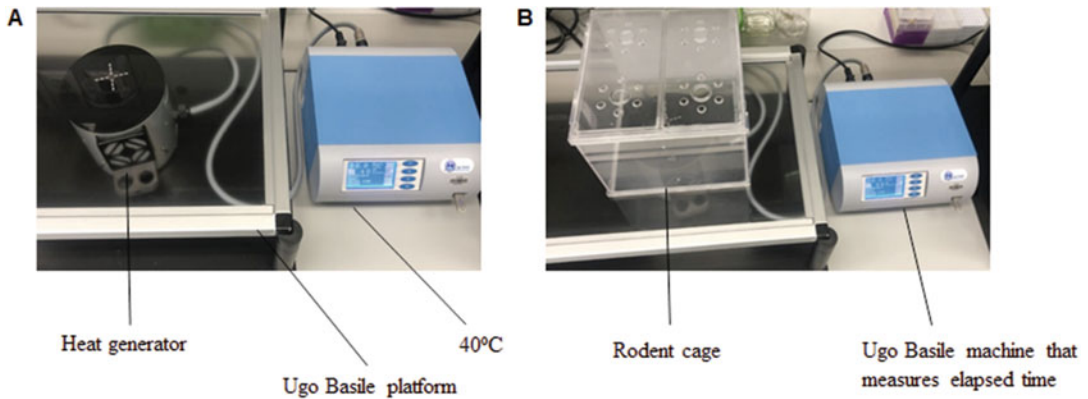 A
B
Heat generator
Ugo Basile platform
40ºC
Rodent cage
Ugo Basile machine that
measures elapsed time